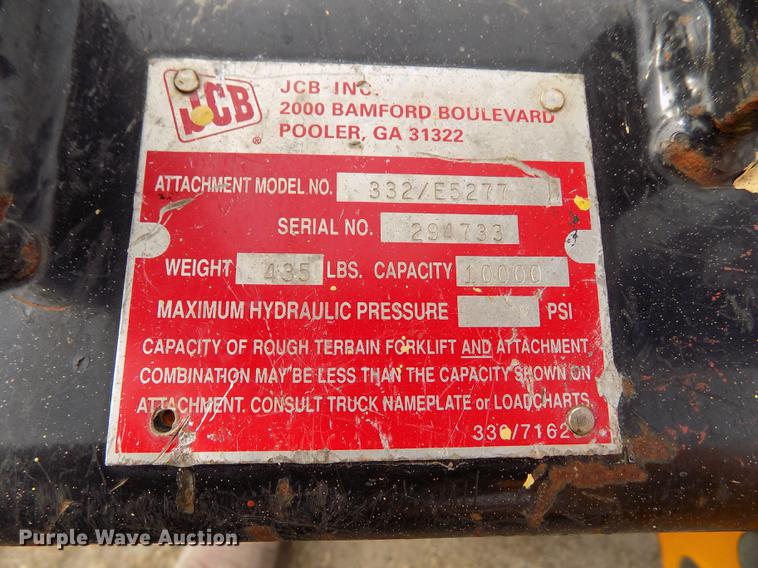 JCB
JCB INC.
2000 BAMFORD BOULEVARD
POOLER, GA 31322
ATTACHMENT MODEL NO. 332/E5277
SERIAL NO. 294733
WEIGHT 435 LBS. CAPACITY 10000
MAXIMUM HYDRAULIC PRESSURE PSI
CAPACITY OF ROUGH TERRAIN FORKLIFT AND ATTACHMENT
COMBINATION MAY BE LESS THAN THE CAPACITY SHOWN ON
ATTACHMENT. CONSULT TRUCK NAMEPLATE or LOADCHARTS
Purple Wave Auction